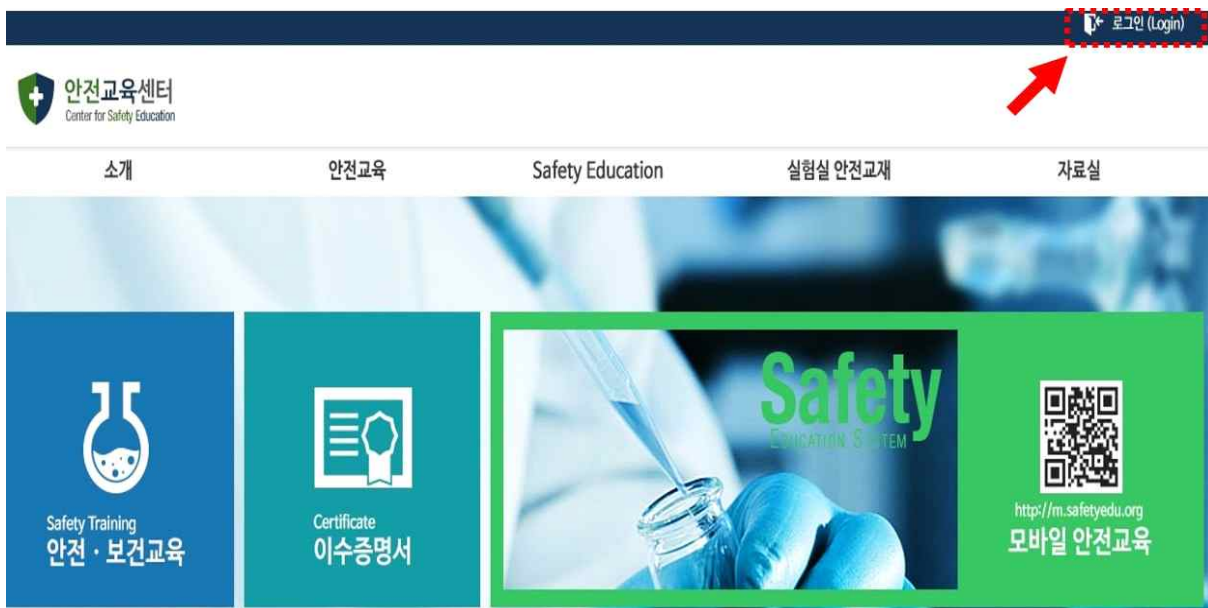 로그인 (Login)
안전교육센터
Center for Safety Education
소개
안전교육
Safety Education
실험실 안전교재
자료실
Safety
EDUCATION SYSTEM
Safety Training
안전 · 보건교육
Certificate
이수증명서
http://m.safetyedu.org
모바일 안전교육